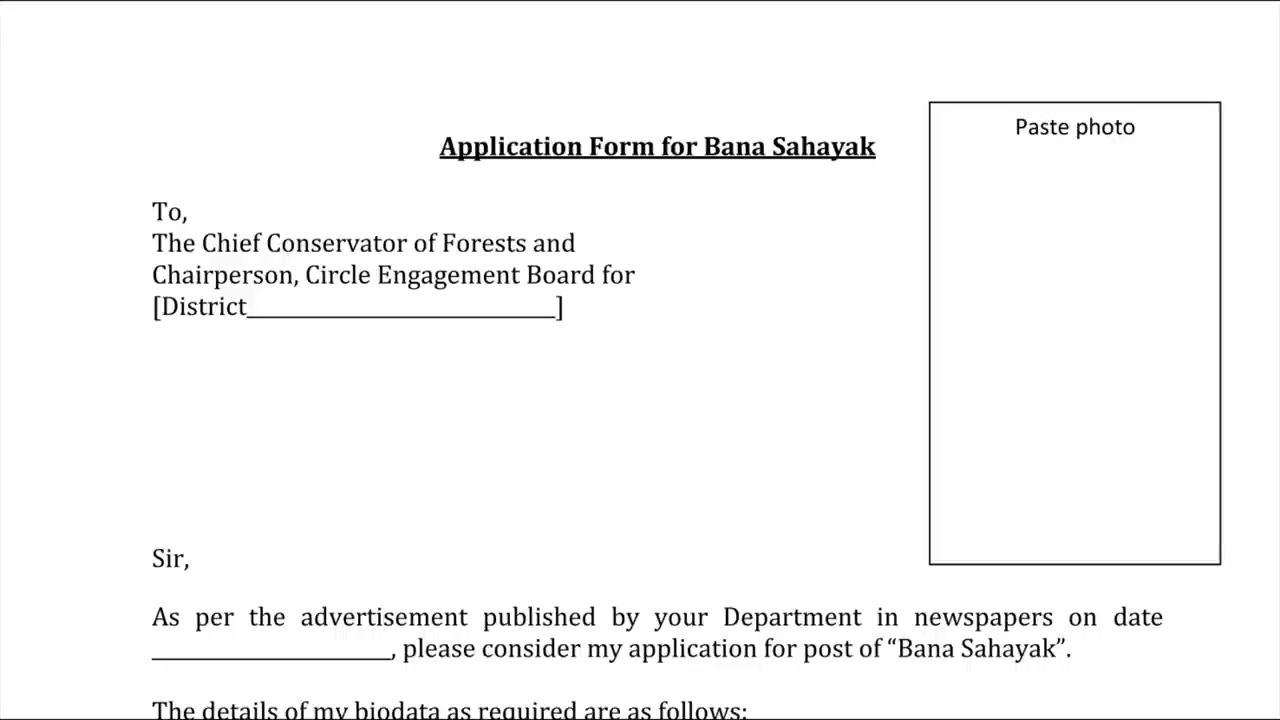 Paste photo
Application Form for Bana Sahayak
To,
The Chief Conservator of Forests and
Chairperson, Circle Engagement Board for
[District____________________________]
Sir,
As per the advertisement published by your Department in newspapers on date
______________________, please consider my application for post of “Bana Sahayak”.
The details of my biodata as required are as follows: